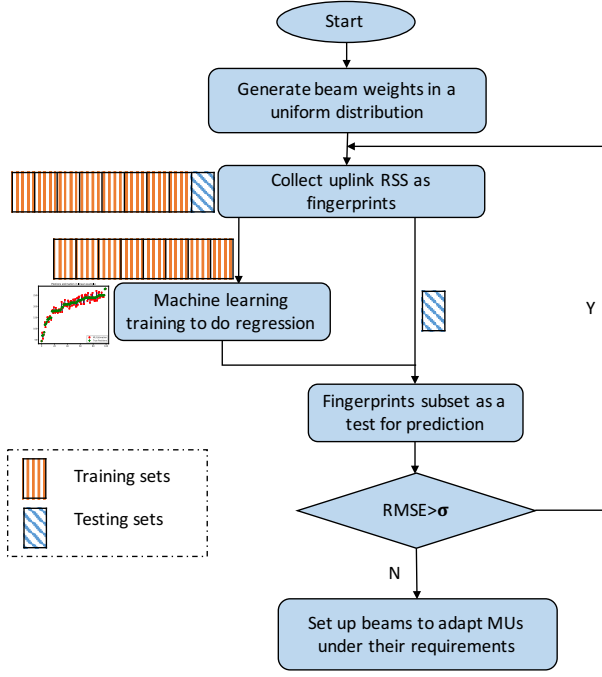 Start
Generate beam weights in a
uniform distribution
Collect uplink RSS as
fingerprints
Machine learning
training to do regression
Y
Fingerprints subset as a
test for prediction
Training sets
Testing sets
RMSE>σ
N
Set up beams to adapt MUs
under their requirements